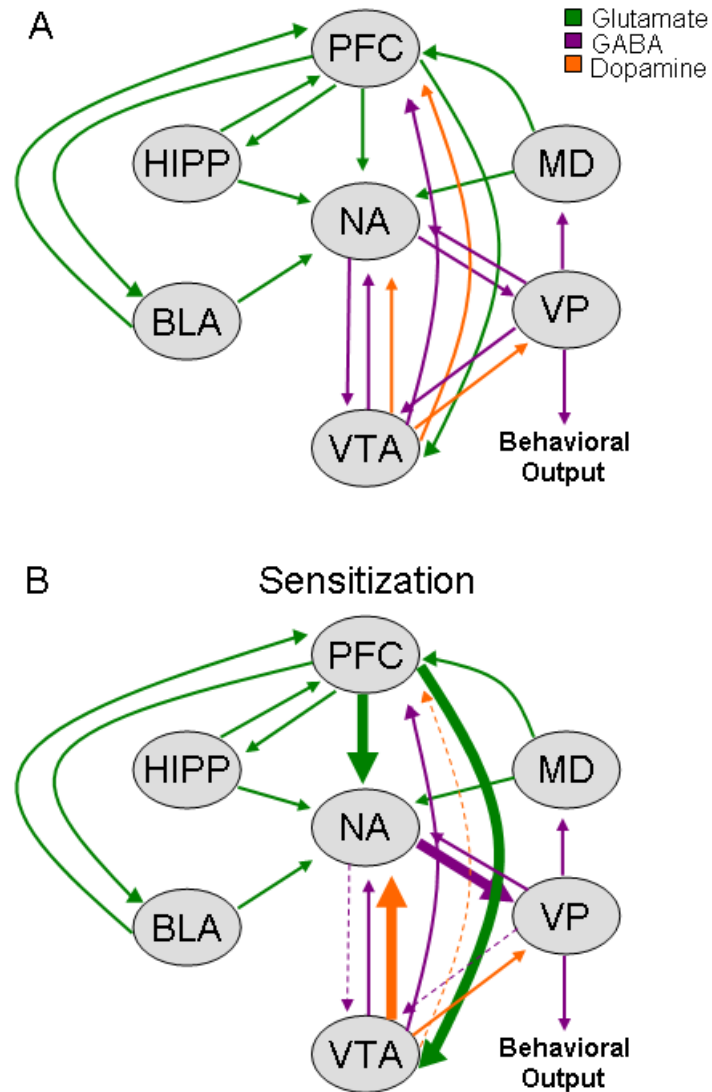 A
Glutamate
GABA
Dopamine
PFC
HIPP
MD
NA
BLA
VP
VTA
Behavioral
Output
B
Sensitization
PFC
HIPP
MD
NA
BLA
VP
VTA
Behavioral
Output